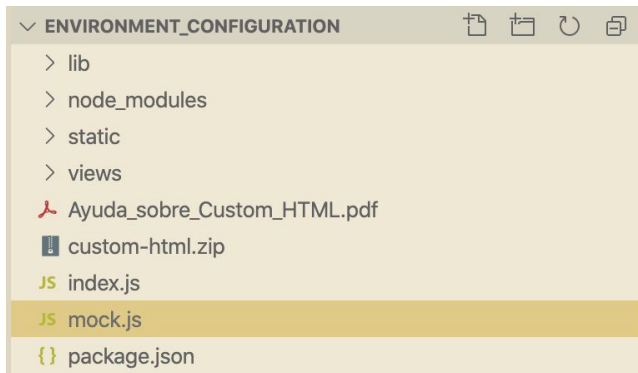 ENVIRONMENT_CONFIGURATION
lib
node_modules
static
views
Ayuda_sobre_Custom_HTML.pdf
custom-html.zip
JS index.js
JS mock.js
{} package.json